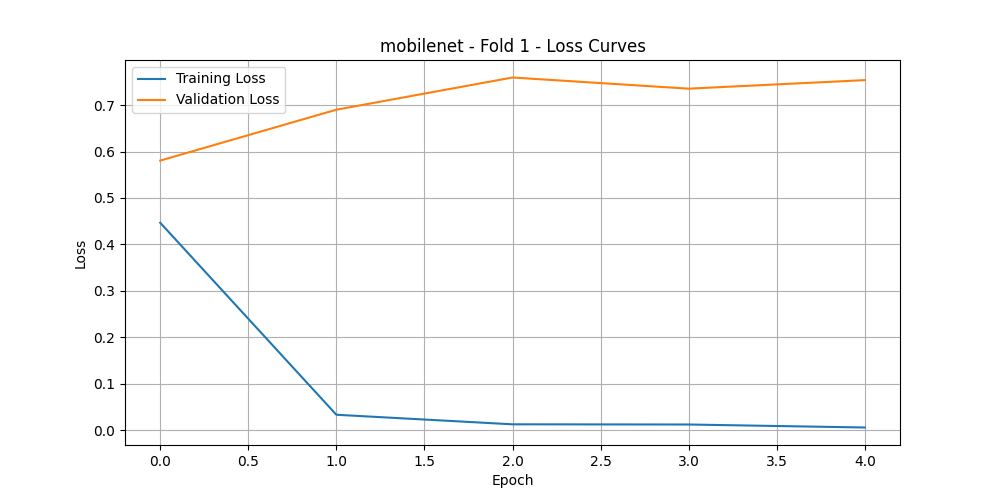 mobilenet - Fold 1 - Loss Curves
Training Loss
Validation Loss
0.7
0.6
0.5
0.4
0.3
0.2
0.1
0.0
Loss
0.0 0.5 1.0 1.5 2.0 2.5 3.0 3.5 4.0
Epoch